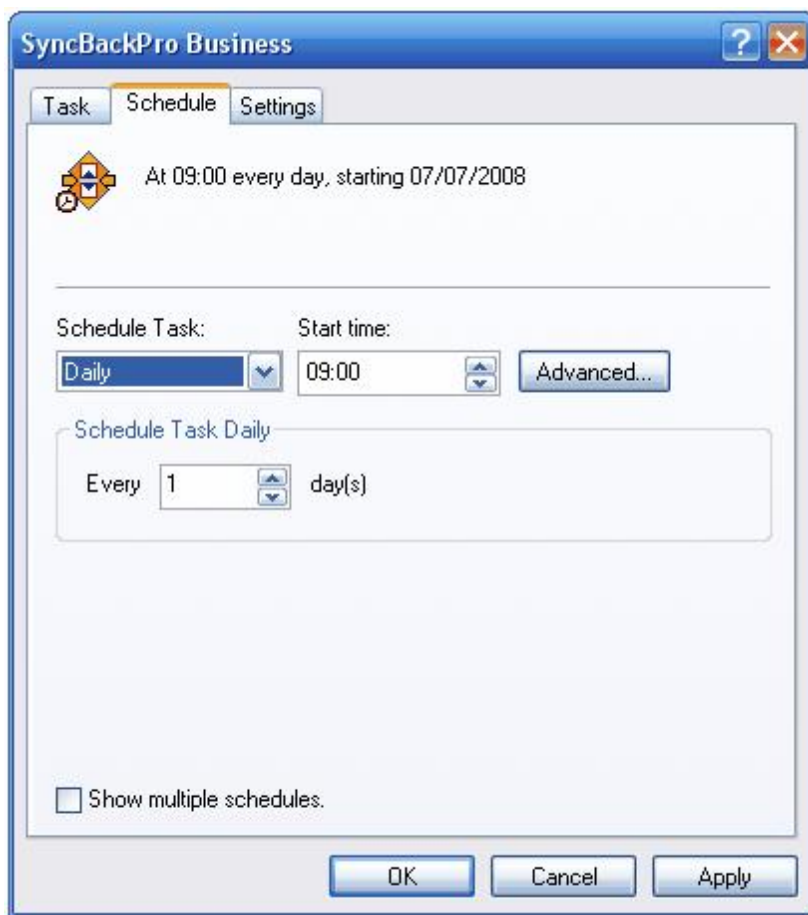 SyncBackPro Business
Task Schedule Settings
At 09:00 every day, starting 07/07/2008
Schedule Task: Start time:
Daily 09:00 Advanced...
Schedule Task Daily
Every 1 day(s)
Show multiple schedules.
OK Cancel Apply